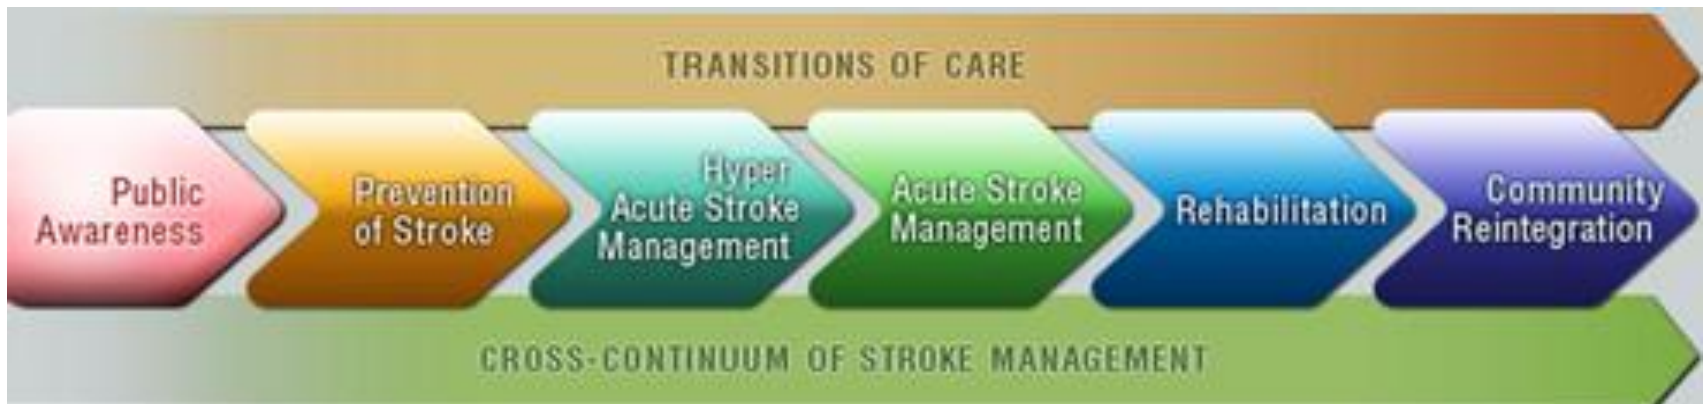 TRANSITIONS OF CARE
Public
Awareness
Prevention
of Stroke
Hyper
Acute Stroke
Management
Acute Stroke
Management
Rehabilitation
Community
Reintegration
CROSS-CONTINUUM OF STROKE MANAGEMENT